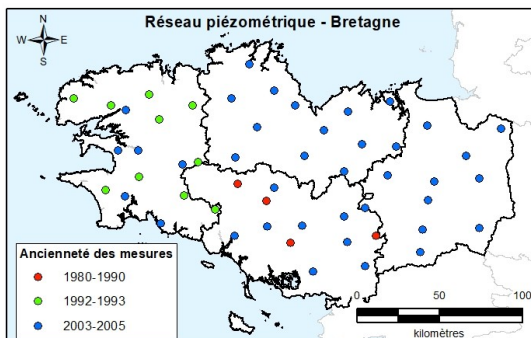 Réseau piézométrique - Bretagne
N
W E
S
Ancienneté des mesures
1980-1990
1992-1993
2003-2005
0 50 100
kilomètres